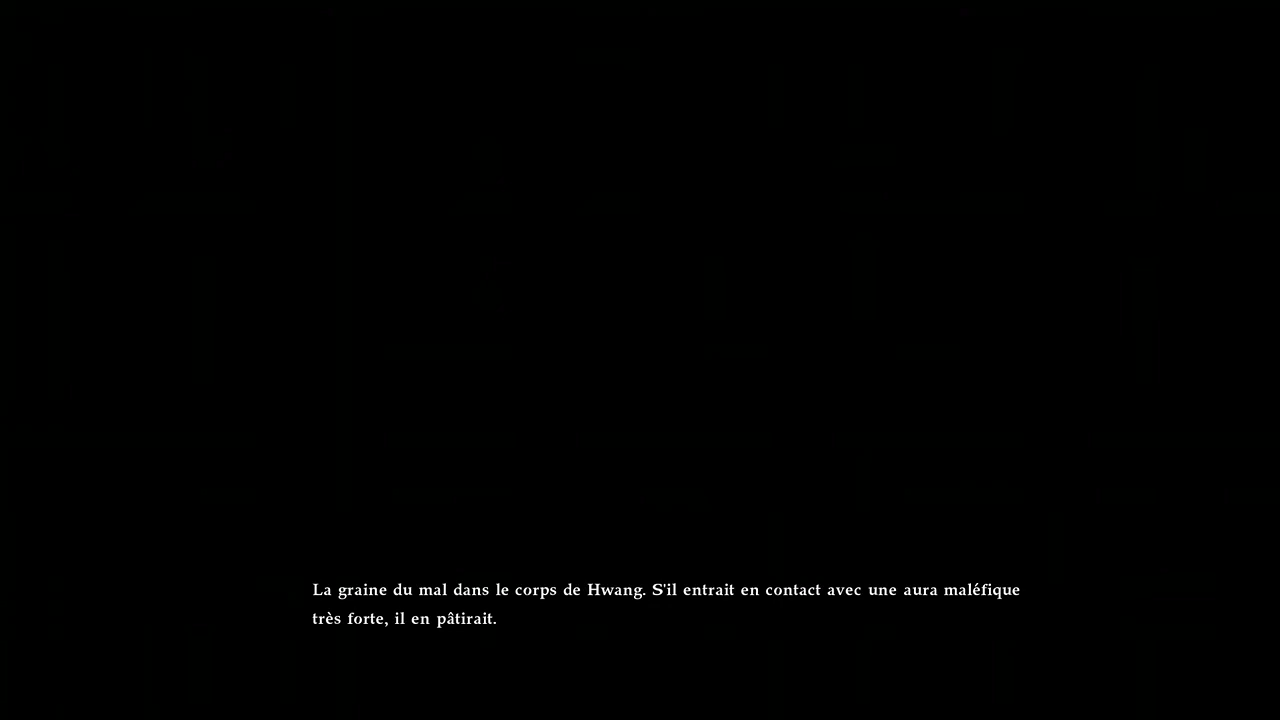 La graine du mal dans le corps de Hwang. S'il entrait en contact avec une aura maléfique
très forte, il en pâtirait.